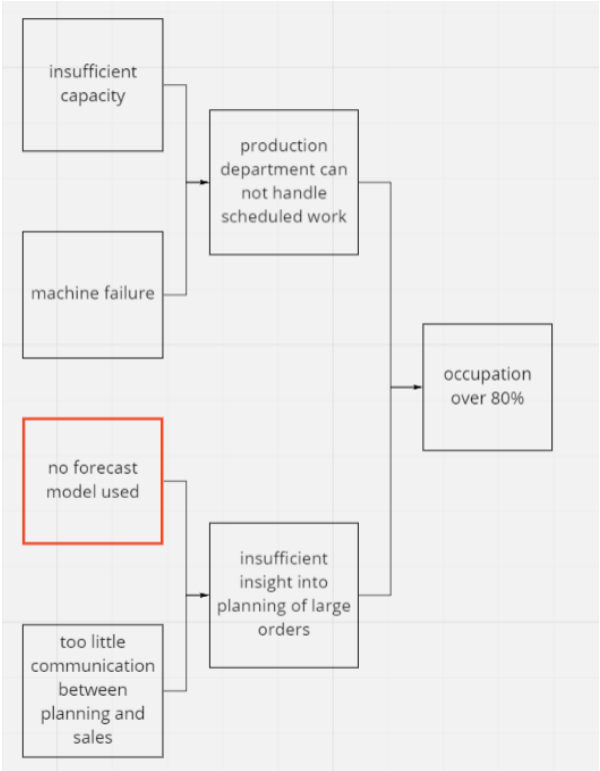 insufficient
capacity
production
department can
not handle
scheduled work
machine failure
occupation
over 80%
no forecast
model used
insufficient
insight into
planning of large
orders
too little
communication
between
planning and
sales